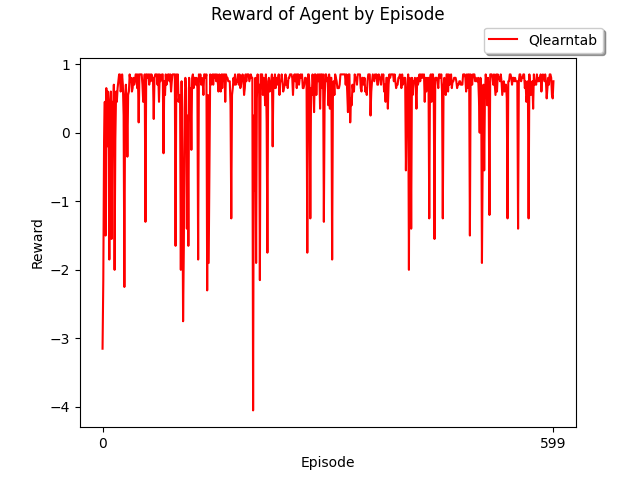 Reward of Agent by Episode
Qlearntab
1
0
−1
−2
−3
−4
Reward
0
599
Episode